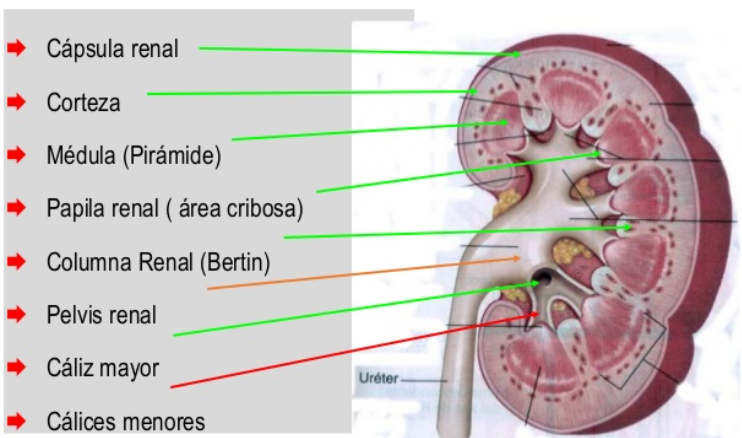 Cápsula renal
Corteza
Médula (Pirámide)
Papila renal ( área cribosa)
Columna Renal (Bertin)
Pelvis renal
Cáliz mayor
Cálices menores
Uréter